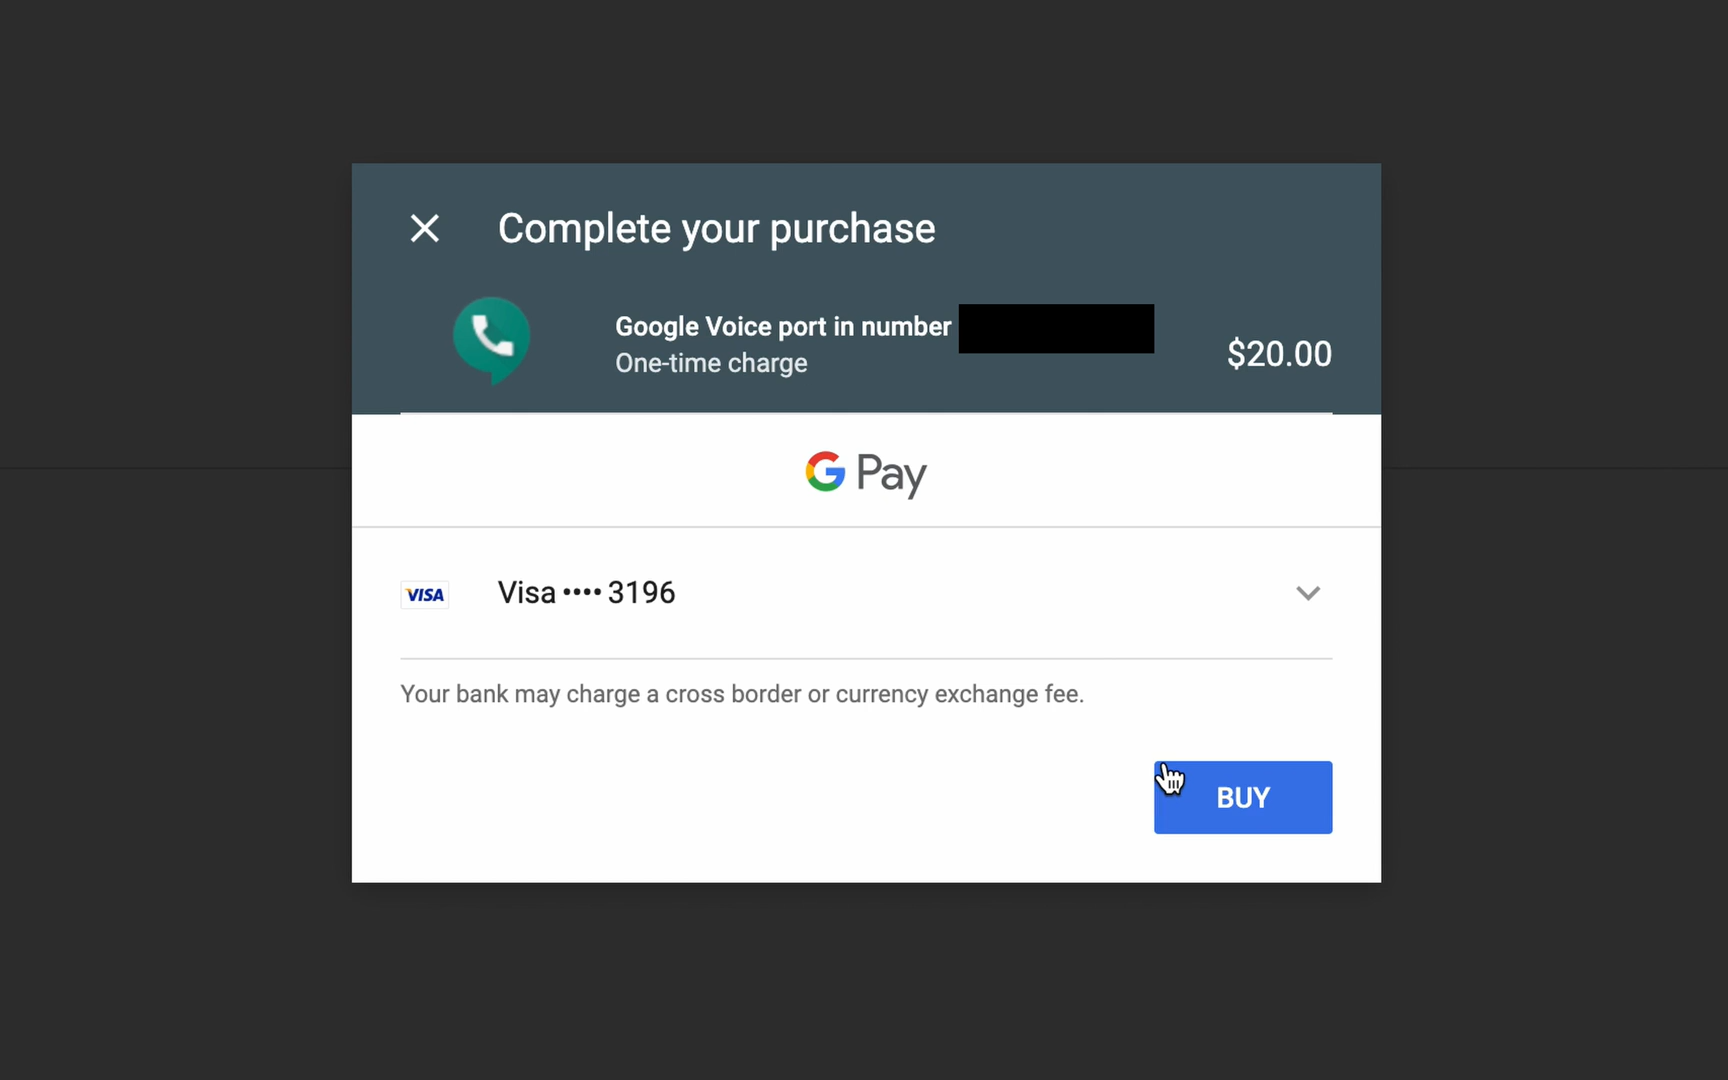 Complete your purchase
Google Voice port in number
One-time charge
$20.00
G Pay
VISA
Visa •••• 3196
Your bank may charge a cross border or currency exchange fee.
BUY